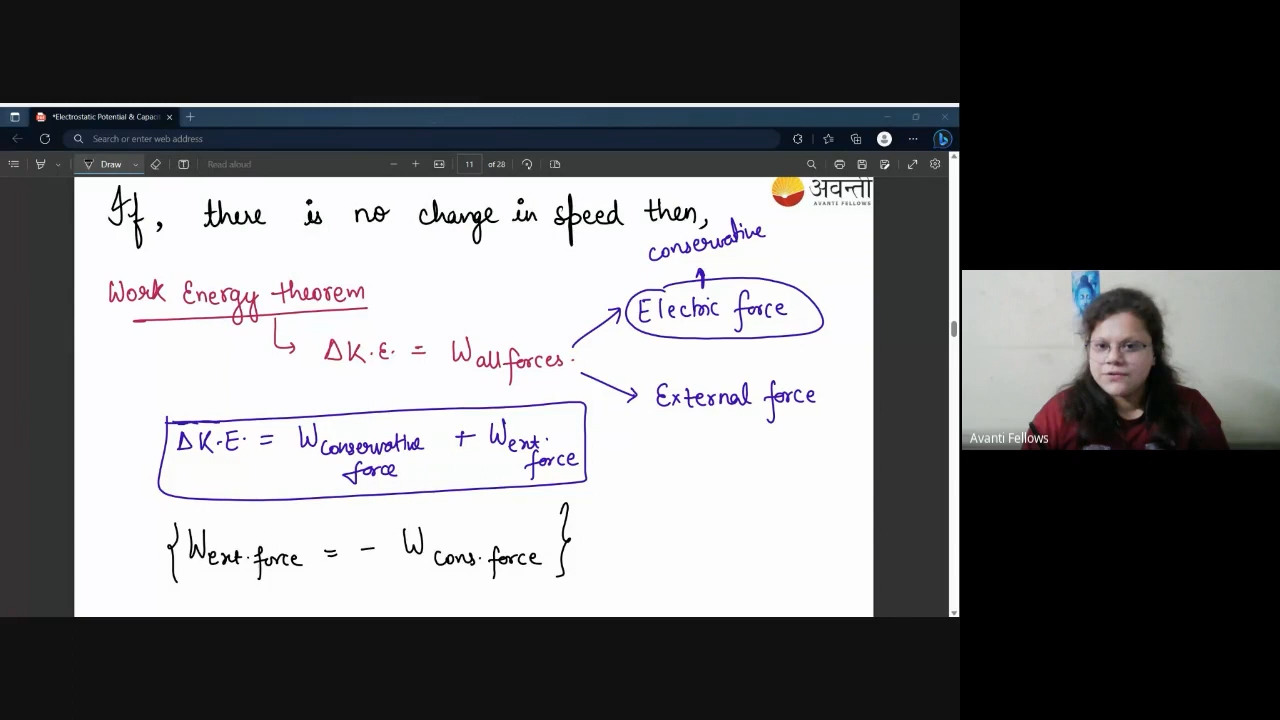 *Electrostatic Potential & Capac
Search or enter web address
Draw
Read aloud
11 of 28
अवन्ती
AVANTI FELLOWS
If, there is no change in speed then,
conservative
Work Energy theorem
Electric force
ΔK.E. = W all forces.
External force
ΔK.E. = W conservative force + W ext. force
{W ext. force = - W cons. force}
Avanti Fellows